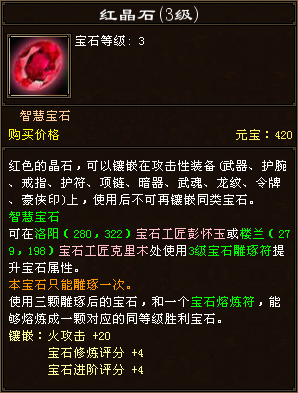 红晶石(3级)
宝石等级: 3
智慧宝石
购买价格 元宝: 420
红色的晶石,可以镶嵌在攻击性装备(武器、护腕、戒指、护符、项链、暗器、武魂、龙纹、令牌、豪侠印)上,使用后不可再镶嵌同类宝石。
智慧宝石
可在洛阳(260,322)宝石工匠彭怀玉或楼兰(279,198)宝石工匠克里木处使用3级宝石雕琢符提升宝石属性。
本宝石只能雕琢一次。
使用三颗雕琢后的宝石,和一个宝石熔炼符,能够熔炼成一颗对应的同等级胜利宝石。
镶嵌: 火攻击 +20
宝石修炼评分 +4
宝石进阶评分 +4